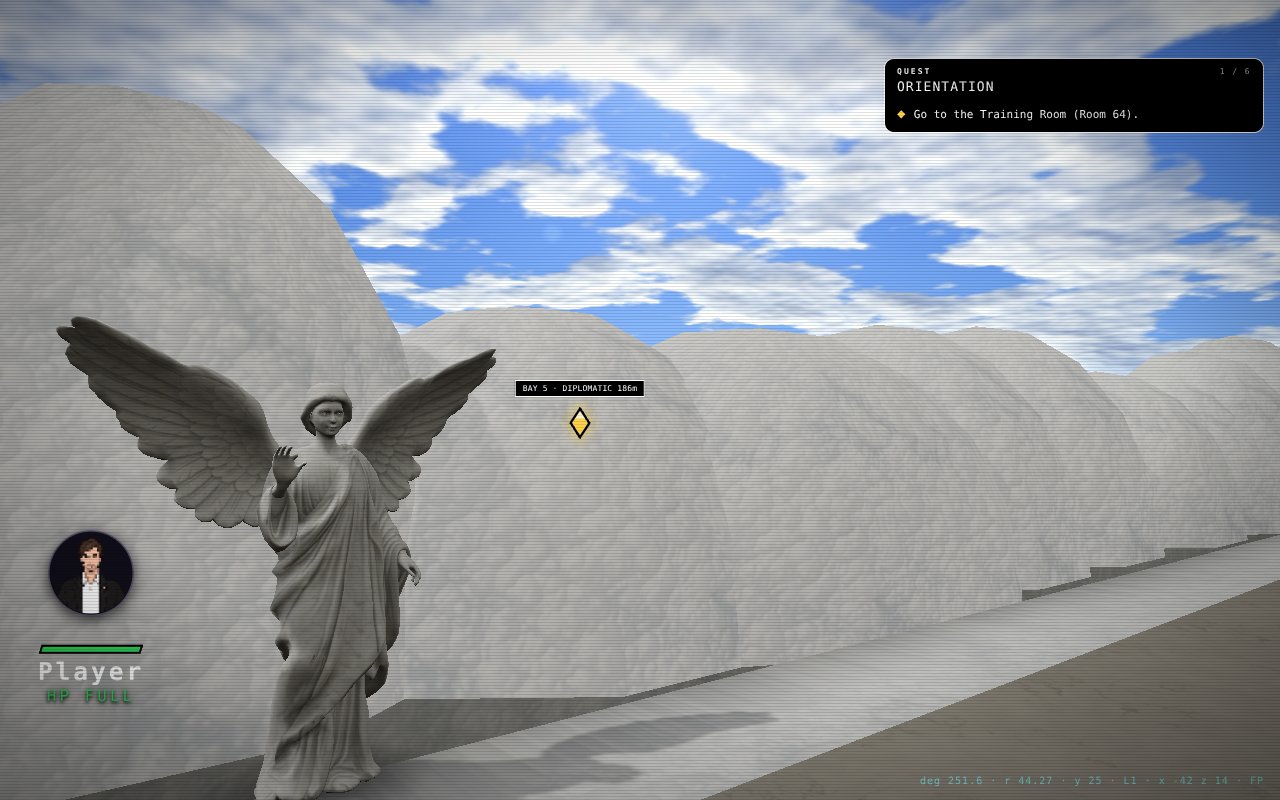 QUEST 1 / 6
ORIENTATION
◆ Go to the Training Room (Room 64).
BAY 5 · DIPLOMATIC 186m
Player
HP FULL
deg 251.6 · r 44.27 · y 25 · L1 · x -42 z 14 · FP